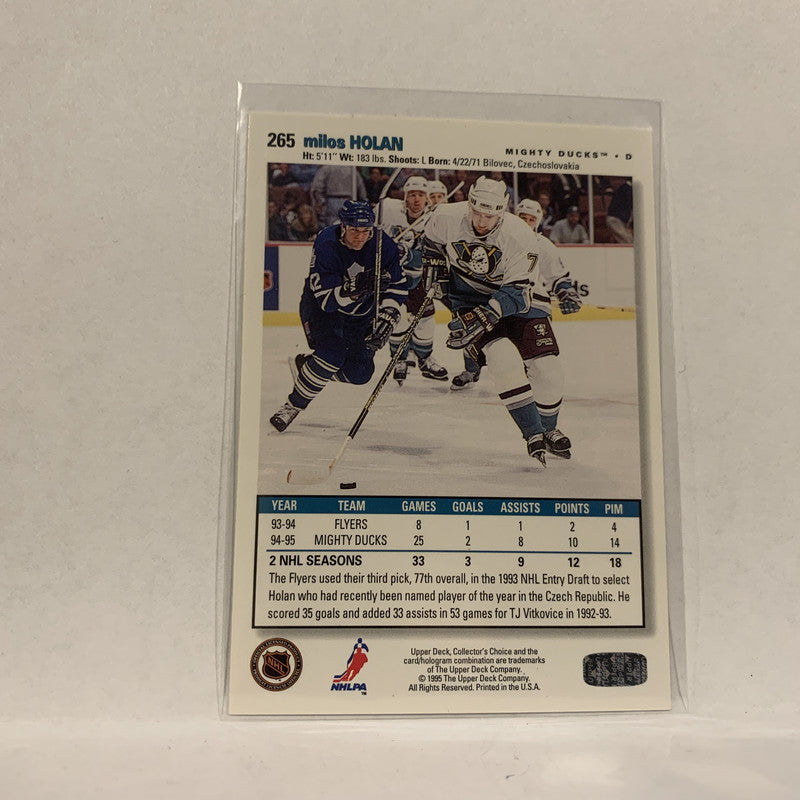 265 milos HOLAN
MIGHTY DUCKS™ • D
Ht: 5'11" Wt: 183 lbs. Shoots: L Born: 4/22/71 Bilovec, Czechoslovakia
7
YEAR TEAM GAMES GOALS ASSISTS POINTS PIM
93-94 FLYERS 8 1 1 2 4
94-95 MIGHTY DUCKS 25 2 8 10 14
2 NHL SEASONS 33 3 9 12 18
The Flyers used their third pick, 77th overall, in the 1993 NHL Entry Draft to select
Holan who had recently been named player of the year in the Czech Republic. He
scored 35 goals and added 33 assists in 53 games for TJ Vitkovice in 1992-93.
NHL
NHLPA
™
Upper Deck, Collector's Choice and the
card/hologram combination are trademarks
of The Upper Deck Company.
© 1995 The Upper Deck Company.
All Rights Reserved. Printed in the U.S.A.